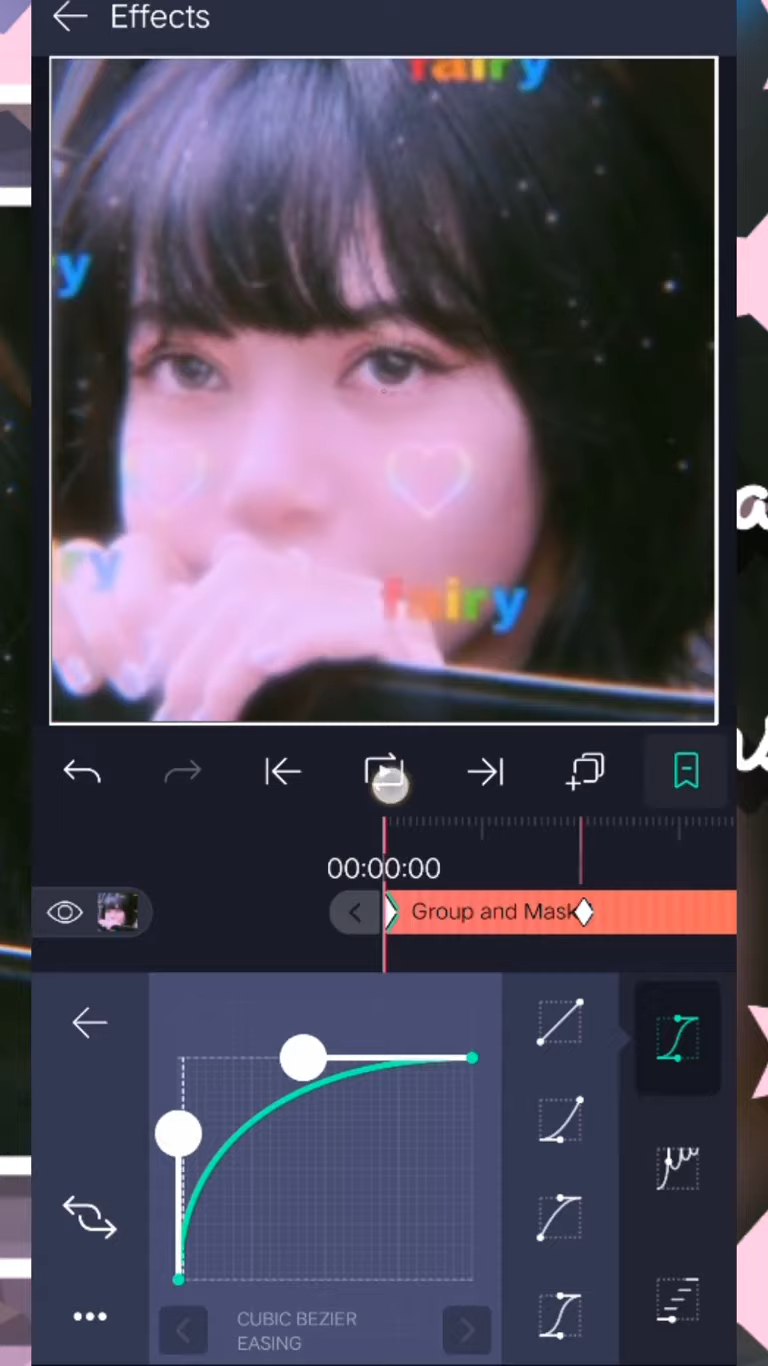 Effects
fairy
y
ry
fairy
00:00:00
Group and Mask
CUBIC BEZIER
EASING